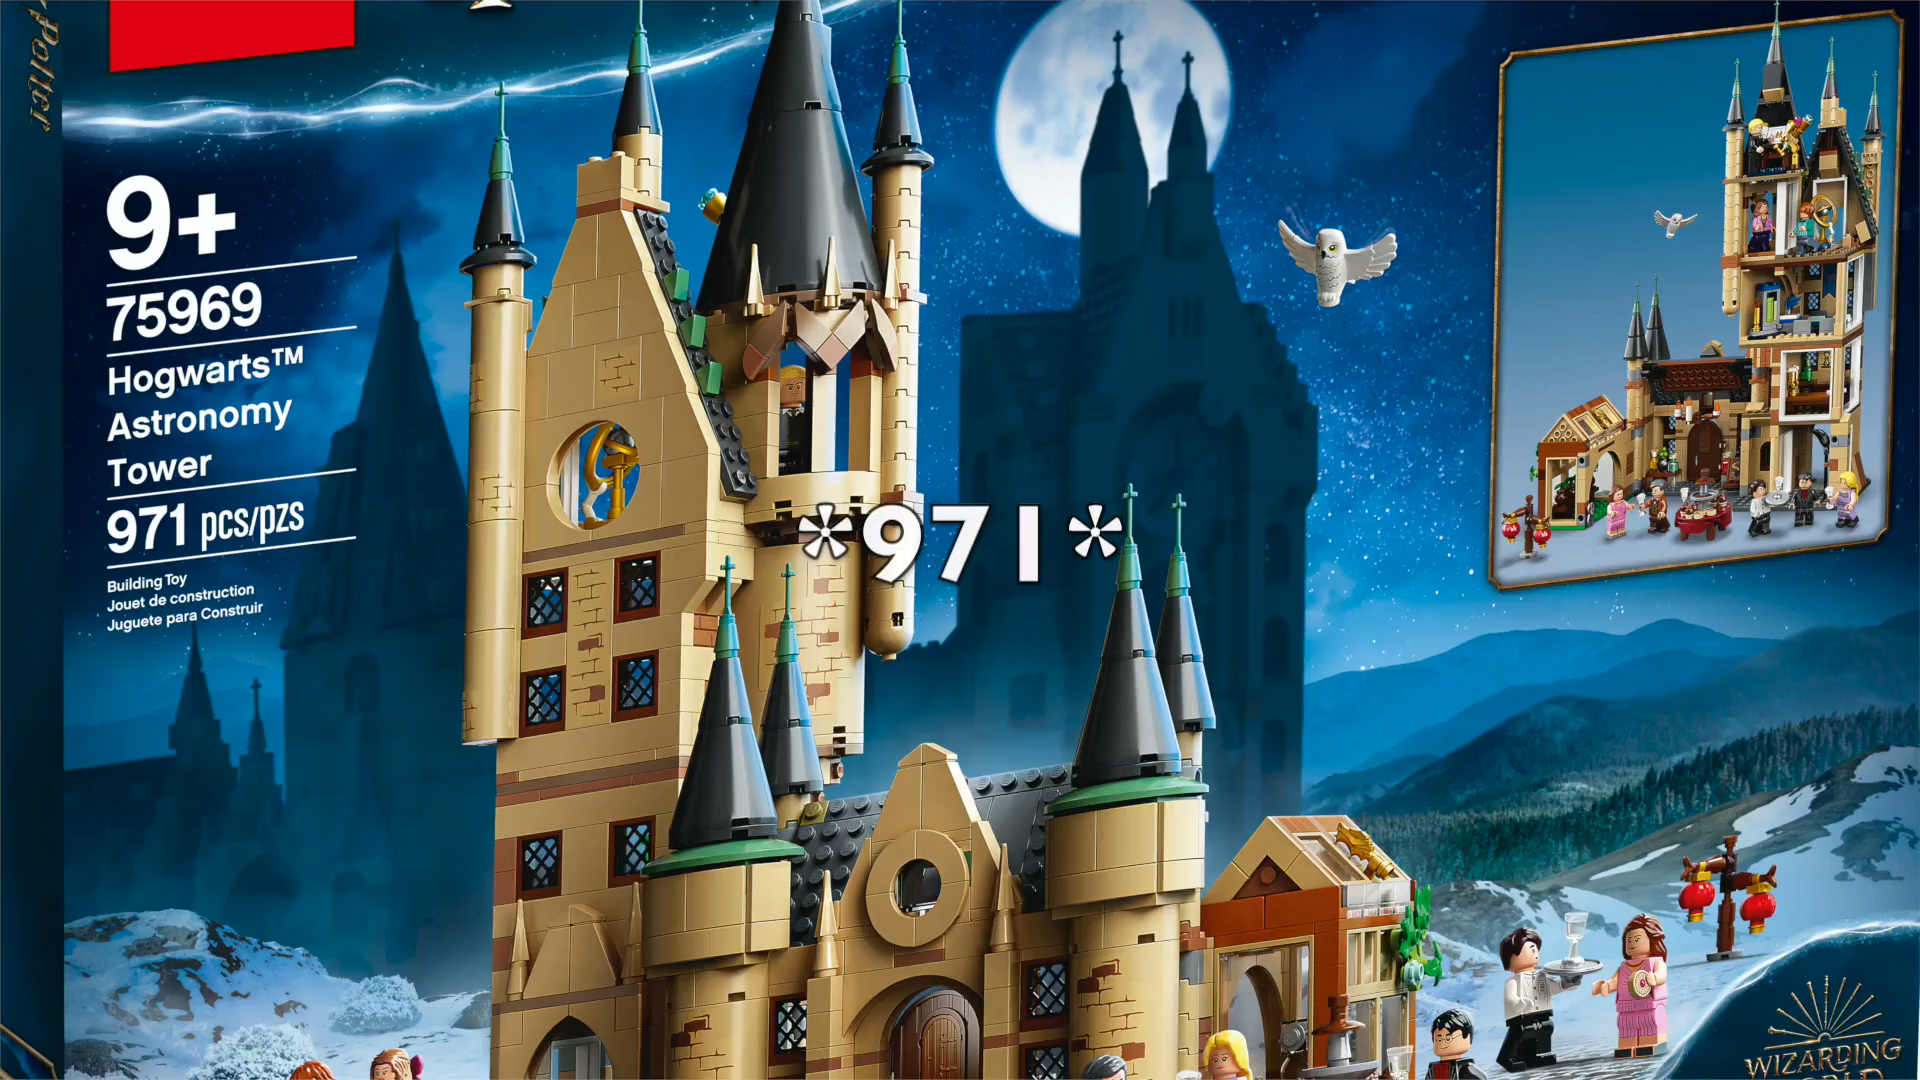 Potter
9+
75969
Hogwarts™
Astronomy
Tower
971 pcs/pzs
Building Toy
Jouet de construction
Juguete para Construir
*971*
WIZARDING